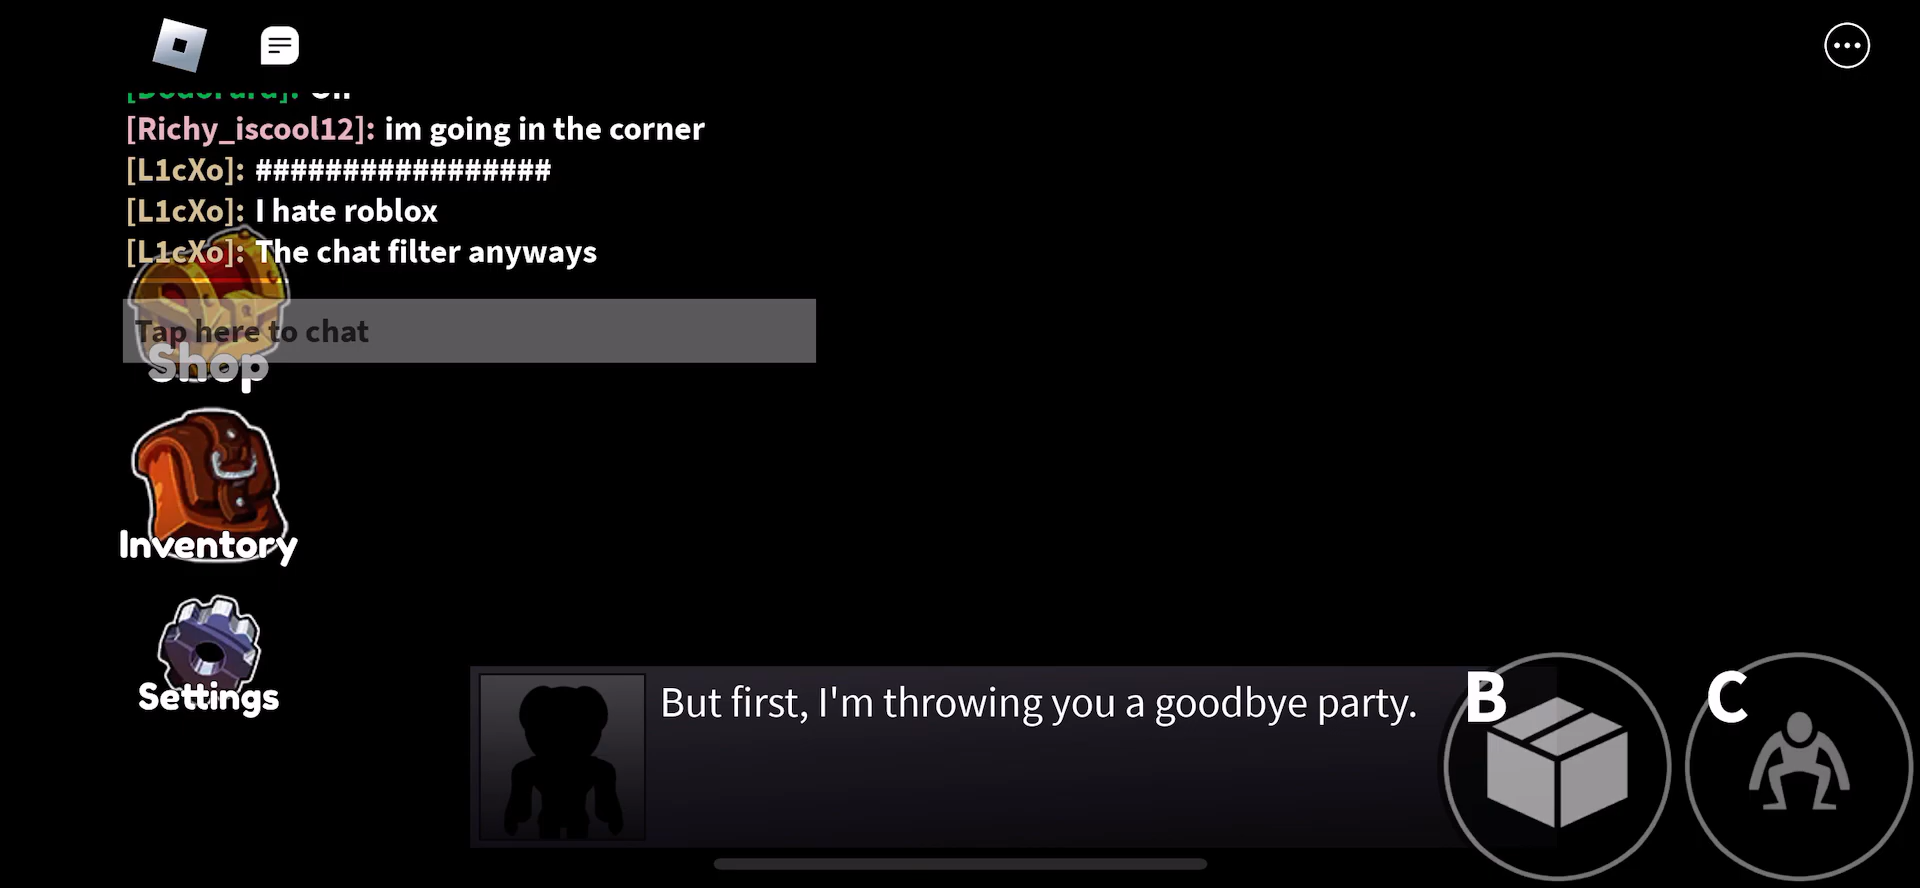 [Richy_iscool12]: im going in the corner
[L1cXo]: #################
[L1cXo]: I hate roblox
[L1cXo]: The chat filter anyways
Tap here to chat
Shop
Inventory
Settings
But first, I'm throwing you a goodbye party.
B
C